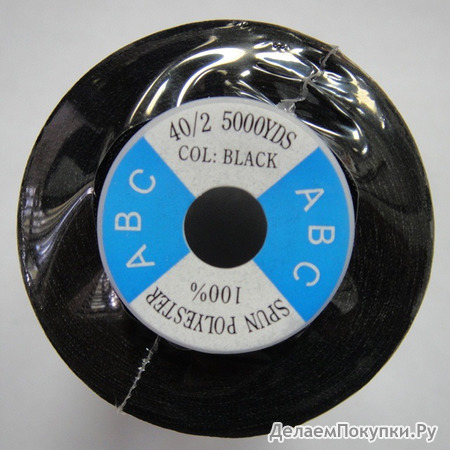 40/2 5000YDS
COL: BLACK
ABC
ABC
100%
SPUN POLYESTER
ДелаемПокупки.Ру